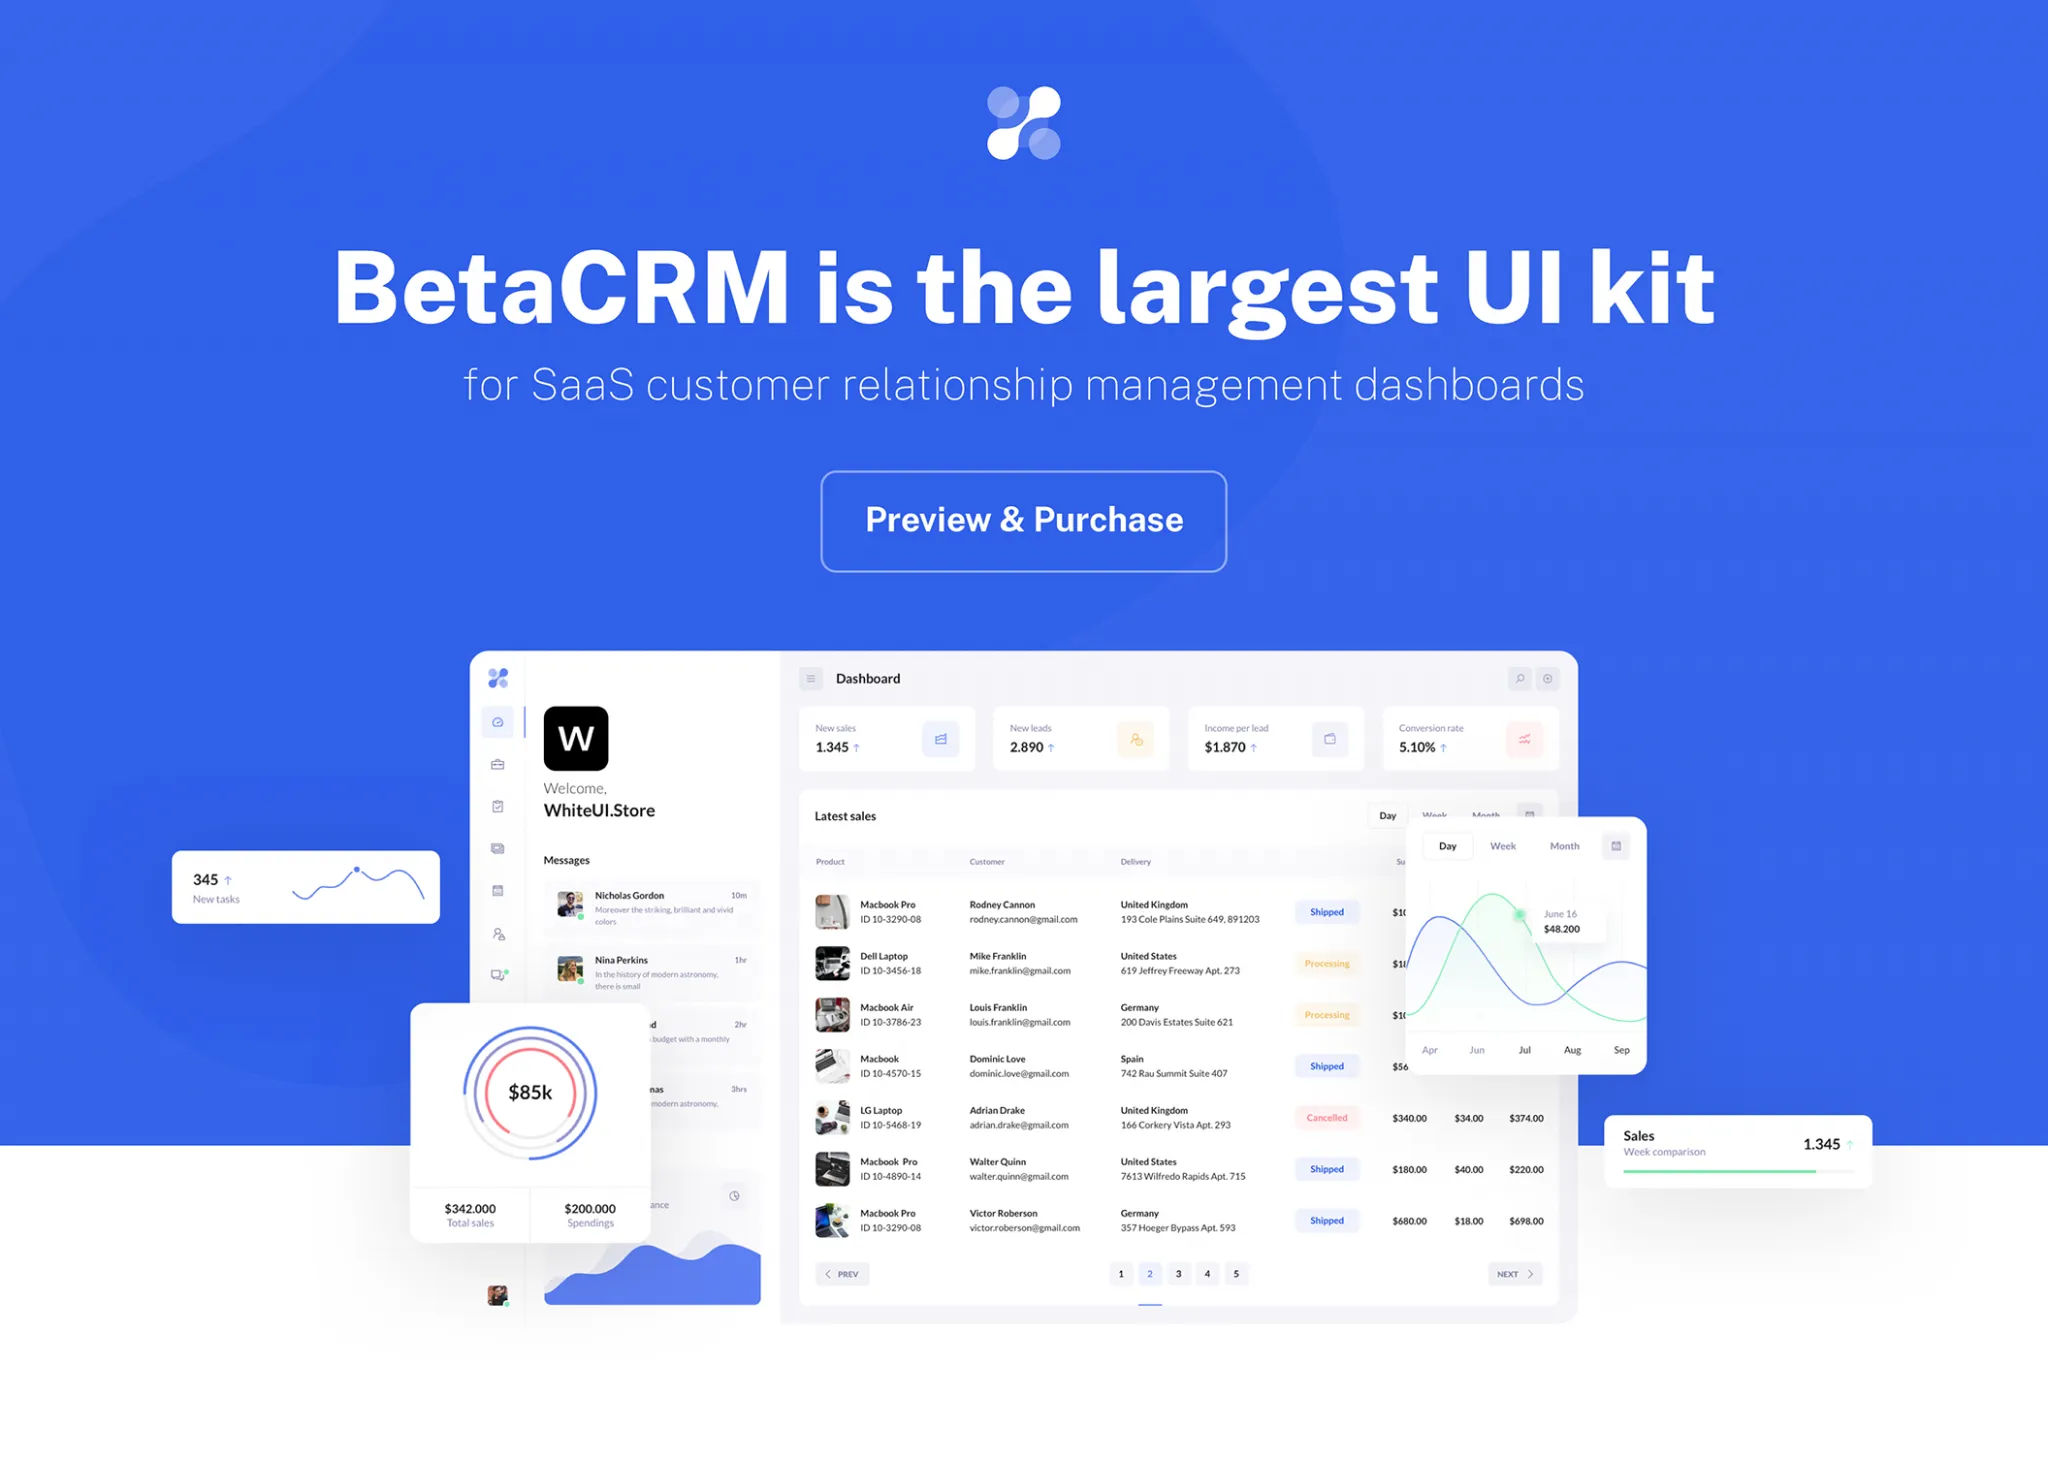 BetaCRM is the largest UI kit
for SaaS customer relationship management dashboards
Preview & Purchase
W
Welcome,
WhiteUI.Store
Messages
Nicholas Gordon 10m
Moreover the striking, brilliant and vivid
colors
Nina Perkins 1hr
In the history of modern astronomy,
there is small
2hr
budget with a monthly
3hrs
modern astronomy,
345 ↑
New tasks
$85k
$342.000 $200.000
Total sales Spendings
Dashboard
New sales
1.345 ↑
New leads
2.890 ↑
Income per lead
$1.870 ↑
Conversion rate
5.10% ↑
Latest sales Day Week Month
Product Customer Delivery
Macbook Pro Rodney Cannon United Kingdom
ID 10-3290-08 rodney.cannon@gmail.com 193 Cole Plains Suite 649, 891203
Shipped
Dell Laptop Mike Franklin United States
ID 10-3456-18 mike.franklin@gmail.com 619 Jeffrey Freeway Apt. 273
Processing
Macbook Air Louis Franklin Germany
ID 10-3786-23 louis.franklin@gmail.com 200 Davis Estates Suite 621
Processing
Macbook Dominic Love Spain
ID 10-4570-15 dominic.love@gmail.com 742 Rau Summit Suite 407
Shipped
LG Laptop Adrian Drake United Kingdom
ID 10-5468-19 adrian.drake@gmail.com 166 Corkery Vista Apt. 293
Cancelled $340.00 $34.00 $374.00
Macbook Pro Walter Quinn United States
ID 10-4890-14 walter.quinn@gmail.com 7613 Wilfredo Rapids Apt. 715
Shipped $180.00 $40.00 $220.00
Macbook Pro Victor Roberson Germany
ID 10-3290-08 victor.roberson@gmail.com 357 Hoeger Bypass Apt. 593
Shipped $680.00 $18.00 $698.00
PREV 1 2 3 4 5 NEXT
Day Week Month
June 16
$48.200
Apr Jun Jul Aug Sep
Sales
Week comparison
1.345 ↑